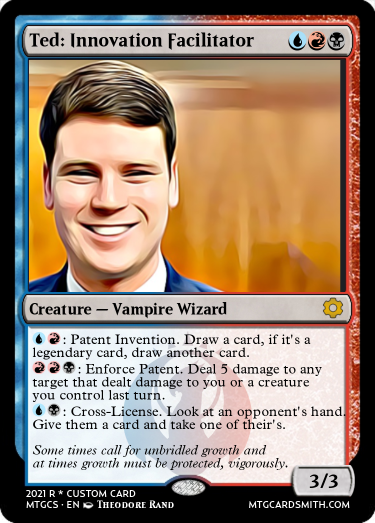 Ted: Innovation Facilitator
Creature — Vampire Wizard
: Patent Invention. Draw a card, if it's a
legendary card, draw another card.
: Enforce Patent. Deal 5 damage to any
target that dealt damage to you or a creature
you control last turn.
: Cross-License. Look at an opponent's hand.
Give them a card and take one of their's.
Some times call for unbridled growth and
at times growth must be protected, vigorously.
3/3
2021 R * CUSTOM CARD
MTGCS · EN THEODORE RAND
MTGCARDSMITH.COM